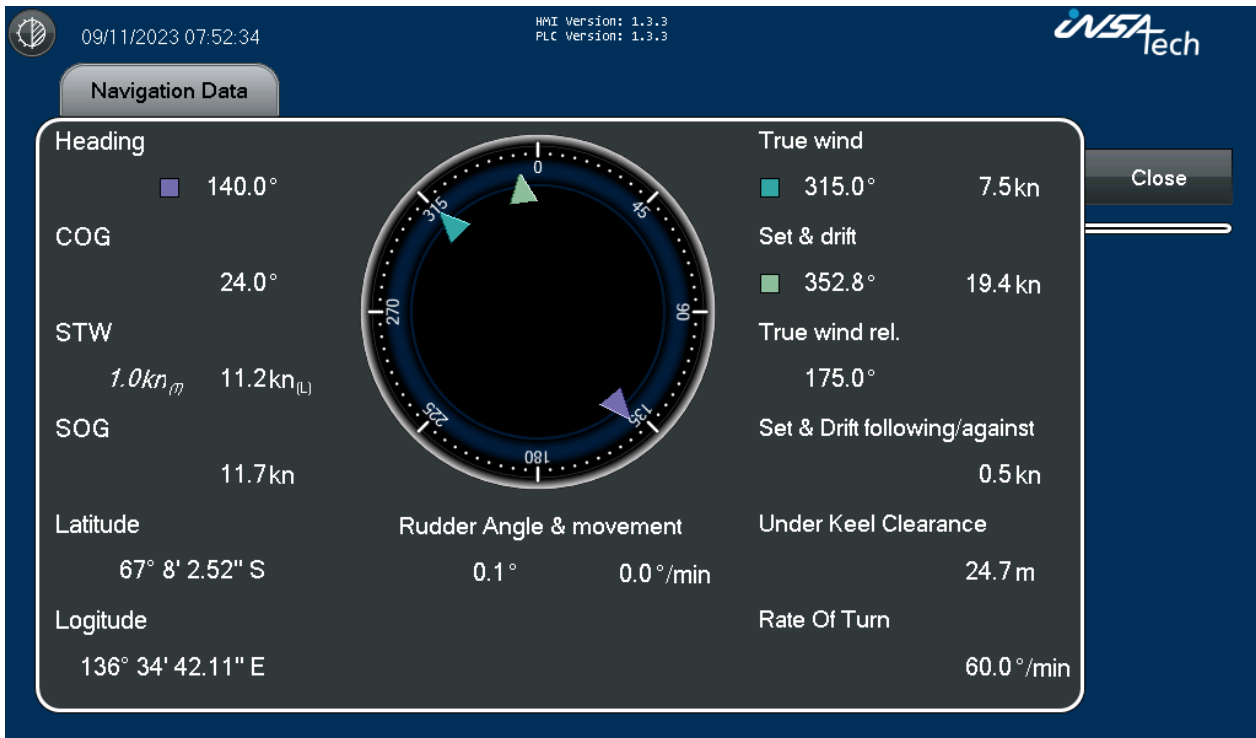 09/11/2023 07:52:34
HMI Version: 1.3.3
PLC Version: 1.3.3
iNSATech
Navigation Data
Close
Heading
140.0°
COG
24.0°
STW
1.0kn(T) 11.2kn(L)
SOG
11.7kn
Latitude
67° 8' 2.52" S
Logitude
136° 34' 42.11" E
0
45
90
135
180
225
270
315
Rudder Angle & movement
0.1° 0.0°/min
True wind
315.0° 7.5kn
Set & drift
352.8° 19.4kn
True wind rel.
175.0°
Set & Drift following/against
0.5kn
Under Keel Clearance
24.7m
Rate Of Turn
60.0°/min